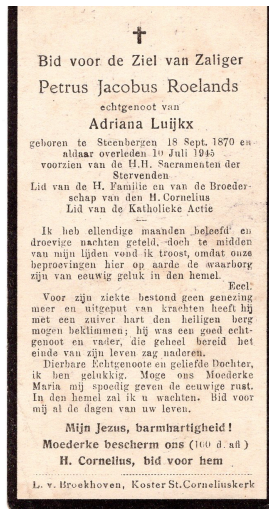 Bid voor de Ziel van Zaliger
Petrus Jacobus Roelands
echtgenoot van
Adriana Luijkx
geboren te Steenbergen 18 Sept. 1870 en
aldaar overleden 10 Juli 1945
voorzien van de H.H. Sacramenten der
Stervenden
Lid van de H. Familie en van de Broeder-
schap van den H. Cornelius
Lid van de Katholieke Actie
Ik heb ellendige maanden beleefd en
droevige nachten geteld, doch te midden
van mijn lijden vond ik troost, omdat onze
beproevingen hier op aarde de waarborg
zijn van eeuwig geluk in den hemel.
Eccl.
Voor zijn ziekte bestond geen genezing
meer en uitgeput van krachten heeft hij
met een zuiver hart den heiligen berg
mogen beklimmen; hij was een goed echt-
genoot en vader, die geheel bereid het
einde van zijn leven zag naderen.
Dierbare Echtgenoote en geliefde Dochter,
ik ben gelukkig. Moge ons Moederke
Maria mij spoedig geven de eeuwige rust.
In den hemel zal ik u wachten. Bid voor
mij al de dagen van uw leven.
Mijn Jezus, barmhartigheid !
Moederke bescherm ons (100 d. afl)
H. Cornelius, bid voor hem
L. v. Broekhoven, Koster St. Corneliuskerk